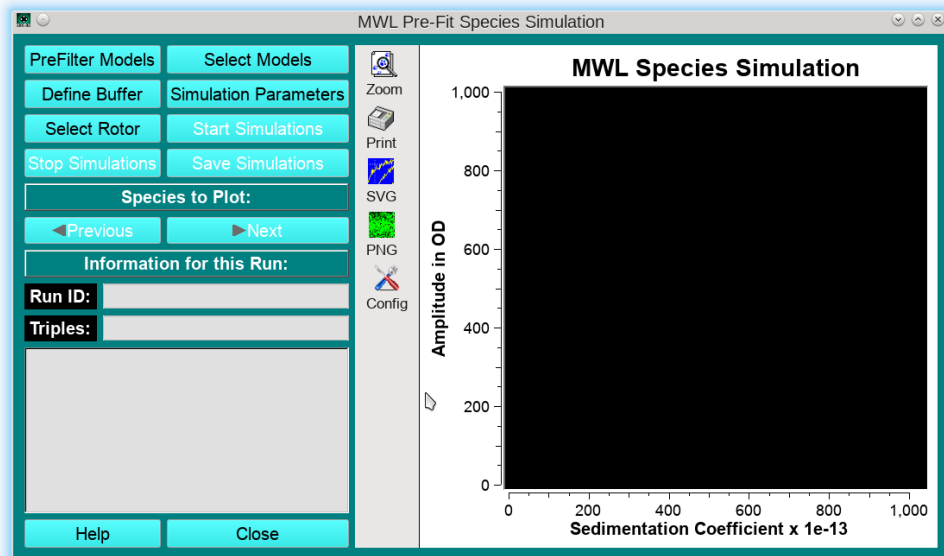 MWL Pre-Fit Species Simulation
PreFilter Models
Select Models
Define Buffer
Simulation Parameters
Select Rotor
Start Simulations
Stop Simulations
Save Simulations
Species to Plot:
Previous
Next
Information for this Run:
Run ID:
Triples:
Help
Close
Zoom
Print
SVG
PNG
Config
MWL Species Simulation
Amplitude in OD
1,000
800
600
400
200
0
0 200 400 600 800 1,000
Sedimentation Coefficient x 1e-13